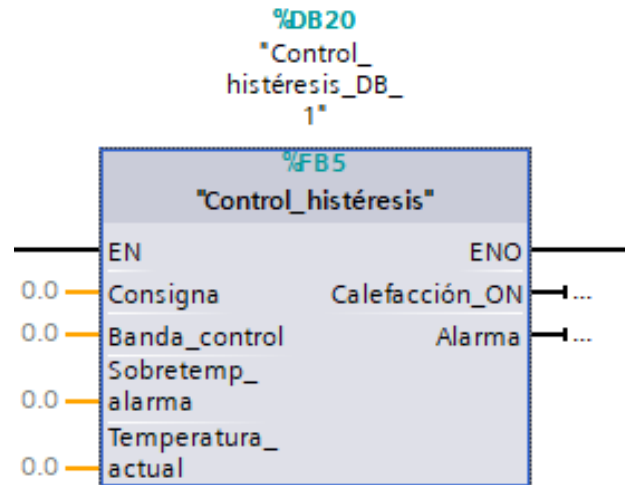 %DB20
"Control_
histéresis_DB_
1"
%FB5
"Control_histéresis"
EN ENO
0.0 Consigna Calefacción_ON ...
0.0 Banda_control Alarma ...
Sobretemp_
0.0 alarma
Temperatura_
0.0 actual